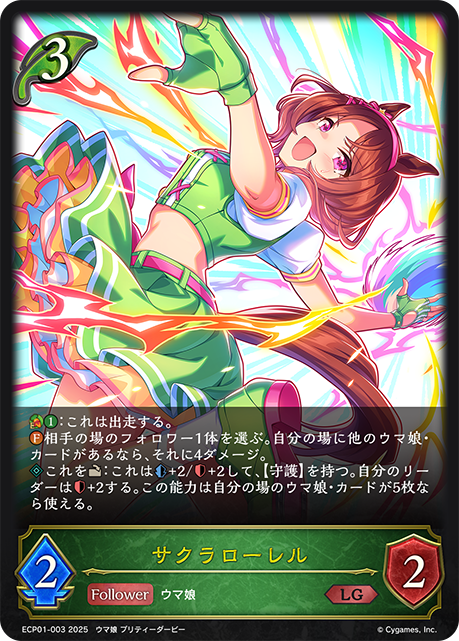 3
1：これは出走する。
F 相手の場のフォロワー1体を選ぶ。自分の場に他のウマ娘・
カードがあるなら、それに4ダメージ。
これを：これは+2/+2して、【守護】を持つ。自分のリー
ダーは+2する。この能力は自分の場のウマ娘・カードが5枚な
ら使える。
サクラローレル
2 Follower ウマ娘 LG 2
ECP01-003 2025 ウマ娘 プリティーダービー © Cygames, Inc.